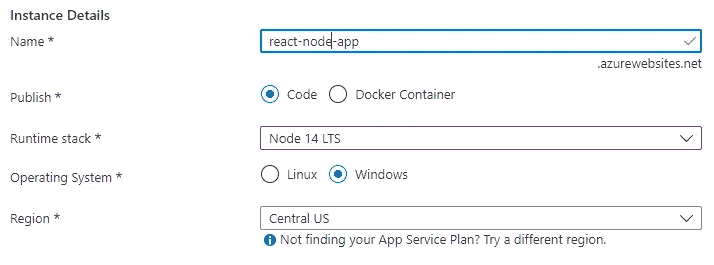 Instance Details
Name * react-node-app
.azurewebsites.net
Publish * Code Docker Container
Runtime stack * Node 14 LTS
Operating System * Linux Windows
Region * Central US
Not finding your App Service Plan? Try a different region.